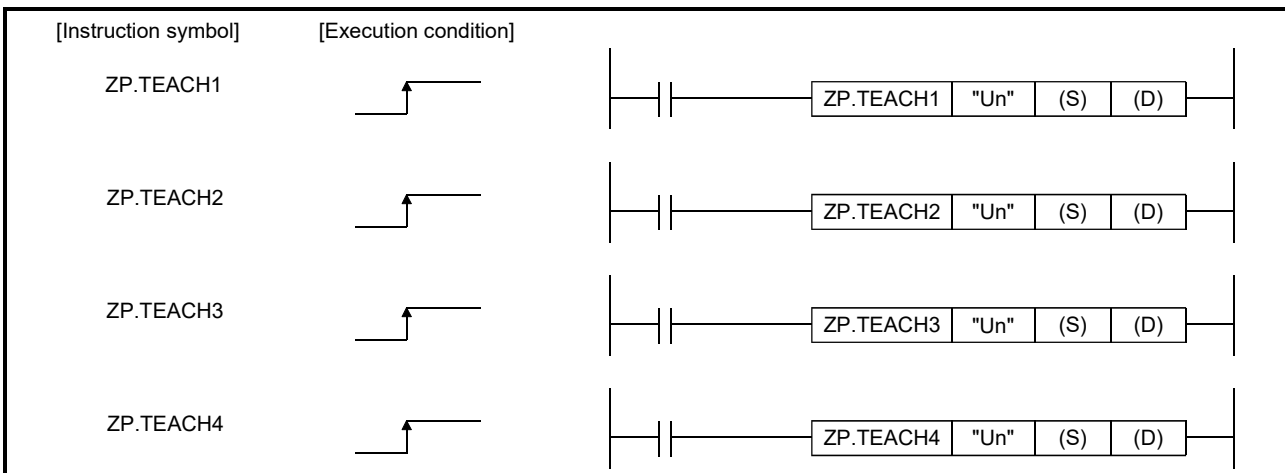 [Instruction symbol] [Execution condition]
ZP.TEACH1 ZP.TEACH1 "Un" (S) (D)
ZP.TEACH2 ZP.TEACH2 "Un" (S) (D)
ZP.TEACH3 ZP.TEACH3 "Un" (S) (D)
ZP.TEACH4 ZP.TEACH4 "Un" (S) (D)